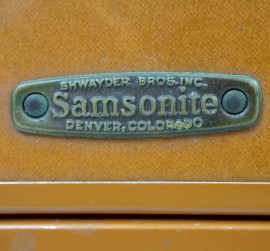 SHWAYDER BROS. INC.
Samsonite
DENVER, COLORADO